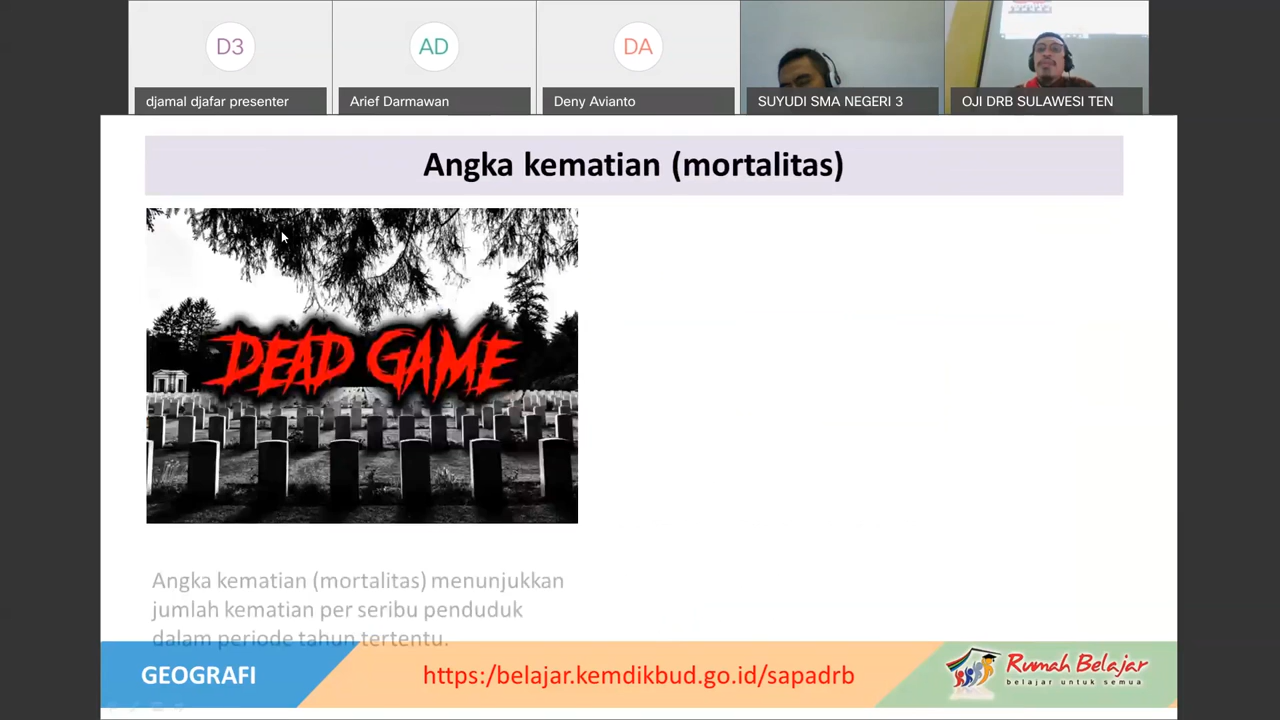 D3
AD
DA
djamal djafar presenter
Arief Darmawan
Deny Avianto
SUYUDI SMA NEGERI 3
OJI DRB SULAWESI TEN
Angka kematian (mortalitas)
DEAD GAME
Angka kematian (mortalitas) menunjukkan
jumlah kematian per seribu penduduk
dalam periode tahun tertentu.
GEOGRAFI
https:/belajar.kemdikbud.go.id/sapadrb
Rumah Belajar
belajar untuk semua